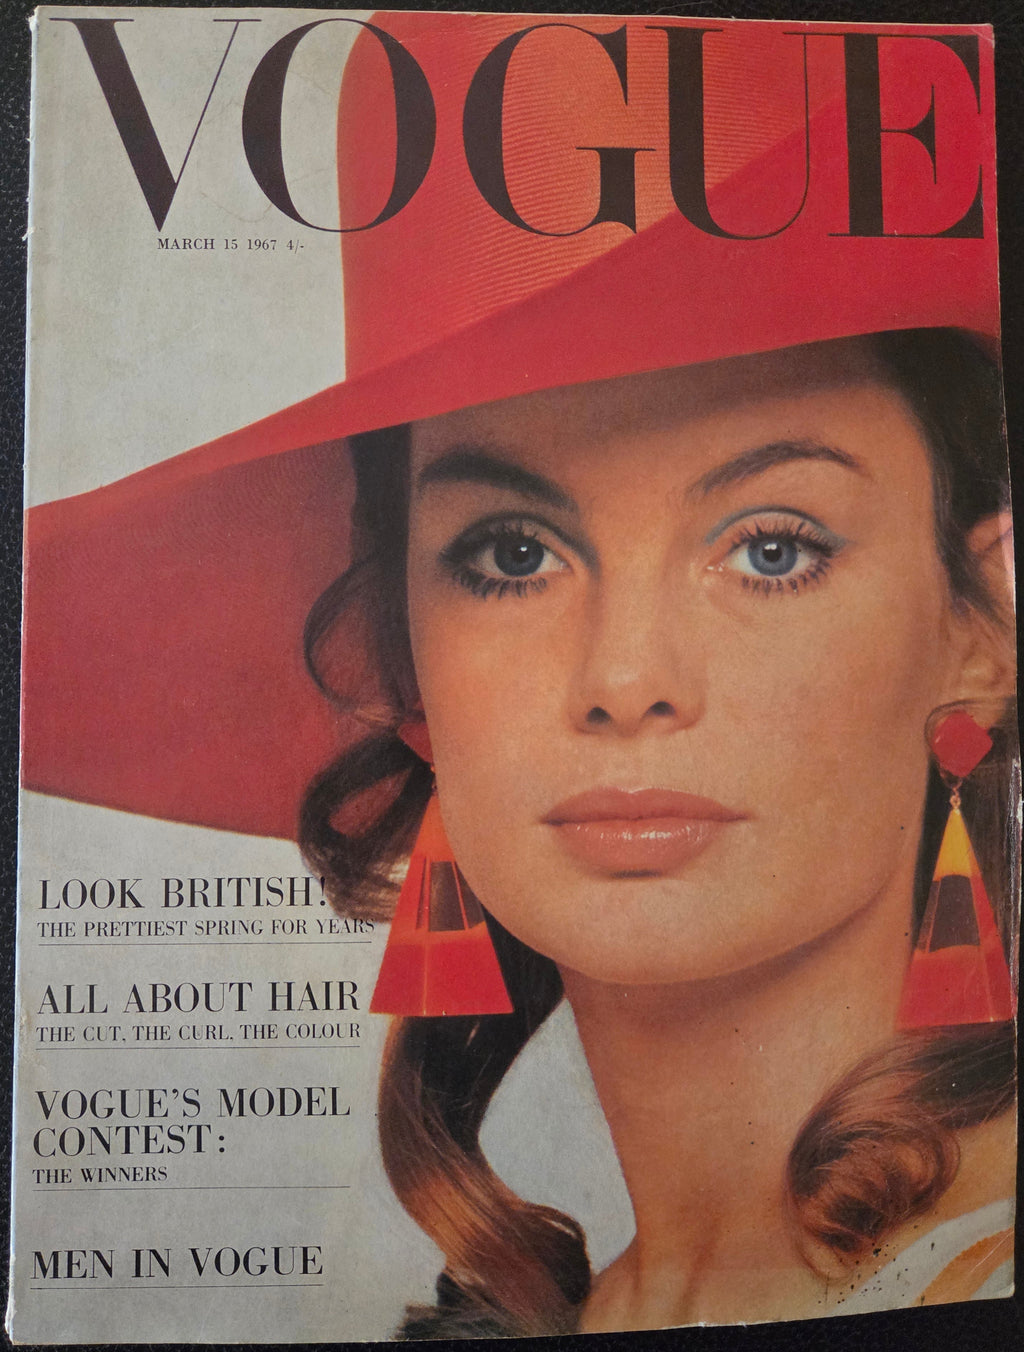 VOGUE
MARCH 15 1967 4/-
LOOK BRITISH!
THE PRETTIEST SPRING FOR YEARS
ALL ABOUT HAIR
THE CUT, THE CURL, THE COLOUR
VOGUE'S MODEL
CONTEST:
THE WINNERS
MEN IN VOGUE